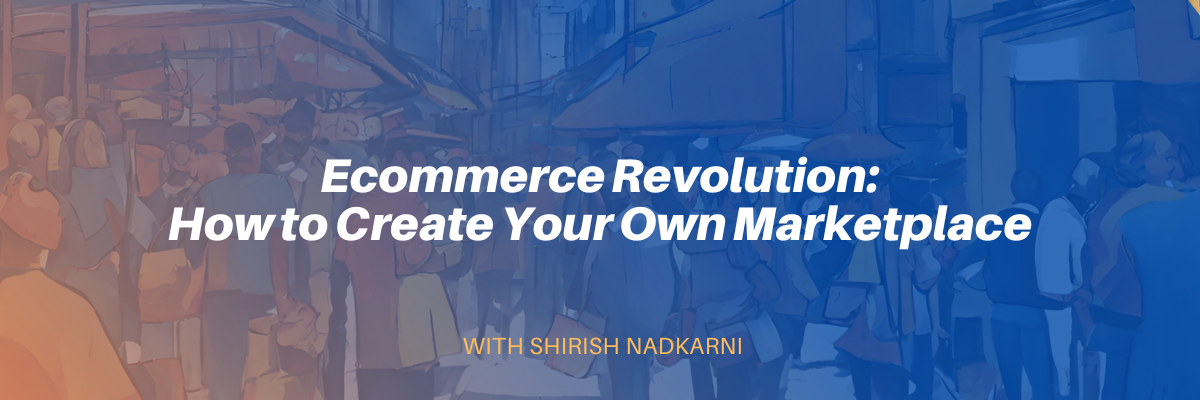 Ecommerce Revolution:
How to Create Your Own Marketplace
WITH SHIRISH NADKARNI